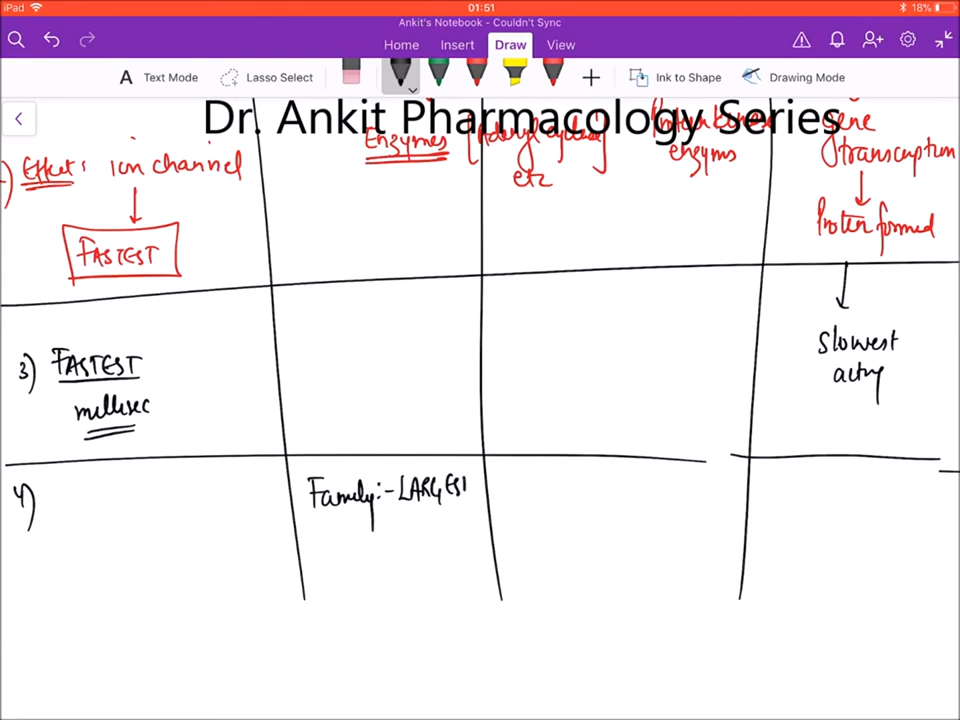 iPad 01:51 18%
Ankit's Notebook - Couldn't Sync
Home Insert Draw View
A Text Mode Lasso Select Ink to Shape Drawing Mode
Dr. Ankit Pharmacology Series
Effect: ion channel
FASTEST
Enzymes
etc
enzyms
Gene
transcription
Protein formed
3) FASTEST
millisec
Slowest
acting
4) Family:- LARGEST